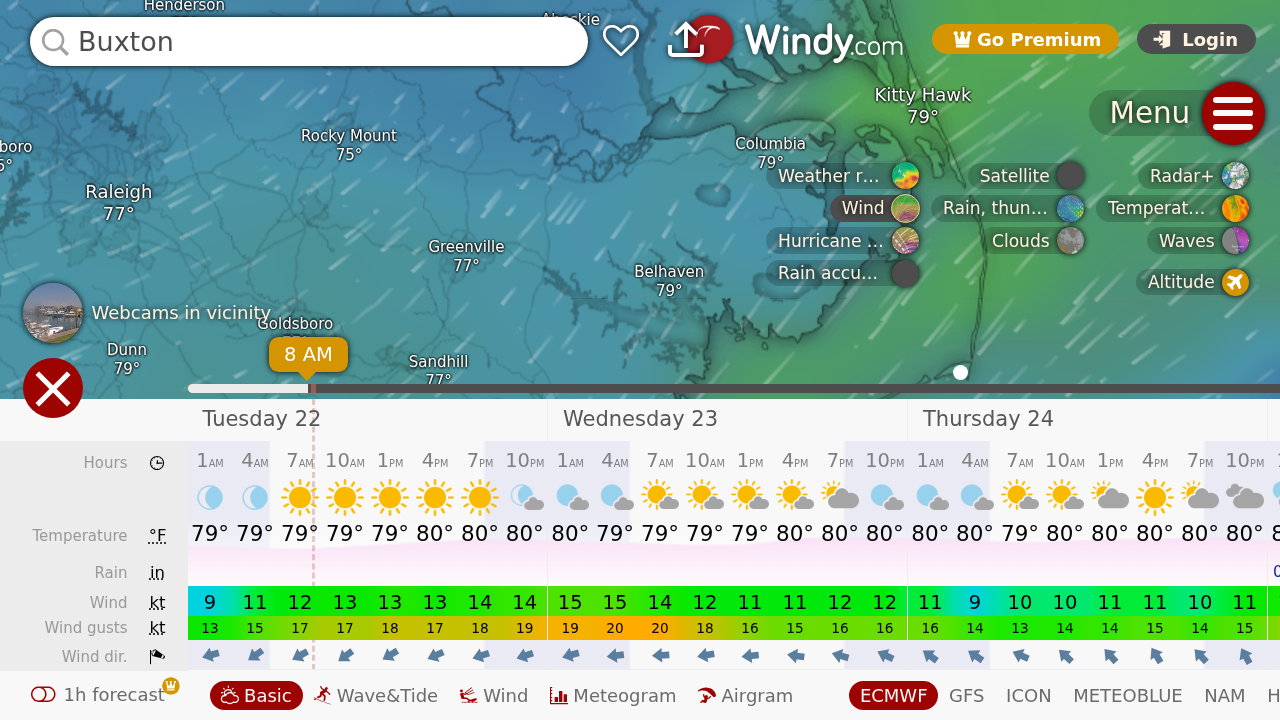 Henderson
Ahoskie
Buxton
Windy.com
Go Premium
Login
Kitty Hawk
79°
Menu
Rocky Mount
75°
Columbia
79°
Weather r...
Satellite
Radar+
Raleigh
77°
Wind
Rain, thun...
Temperat...
Greenville
77°
Hurricane ...
Clouds
Waves
Belhaven
79°
Rain accu...
Altitude
Webcams in vicinity
Goldsboro
8 AM
Dunn
79°
Sandhill
77°
Tuesday 22
Wednesday 23
Thursday 24
Hours 1AM 4AM 7AM 10AM 1PM 4PM 7PM 10PM 1AM 4AM 7AM 10AM 1PM 4PM 7PM 10PM 1AM 4AM 7AM 10AM 1PM 4PM 7PM 10PM
Temperature °F 79° 79° 79° 79° 79° 80° 80° 80° 80° 79° 79° 79° 79° 80° 80° 80° 80° 80° 79° 80° 80° 80° 80° 80° 8
Rain in 0
Wind kt 9 11 12 13 13 13 14 14 15 15 14 12 11 11 12 12 11 9 10 10 11 11 10 11
Wind gusts kt 13 15 17 17 18 17 18 19 19 20 20 18 16 15 16 16 16 14 13 14 14 15 14 15
Wind dir.
1h forecast
Basic
Wave&Tide
Wind
Meteogram
Airgram
ECMWF
GFS
ICON
METEOBLUE
NAM
H